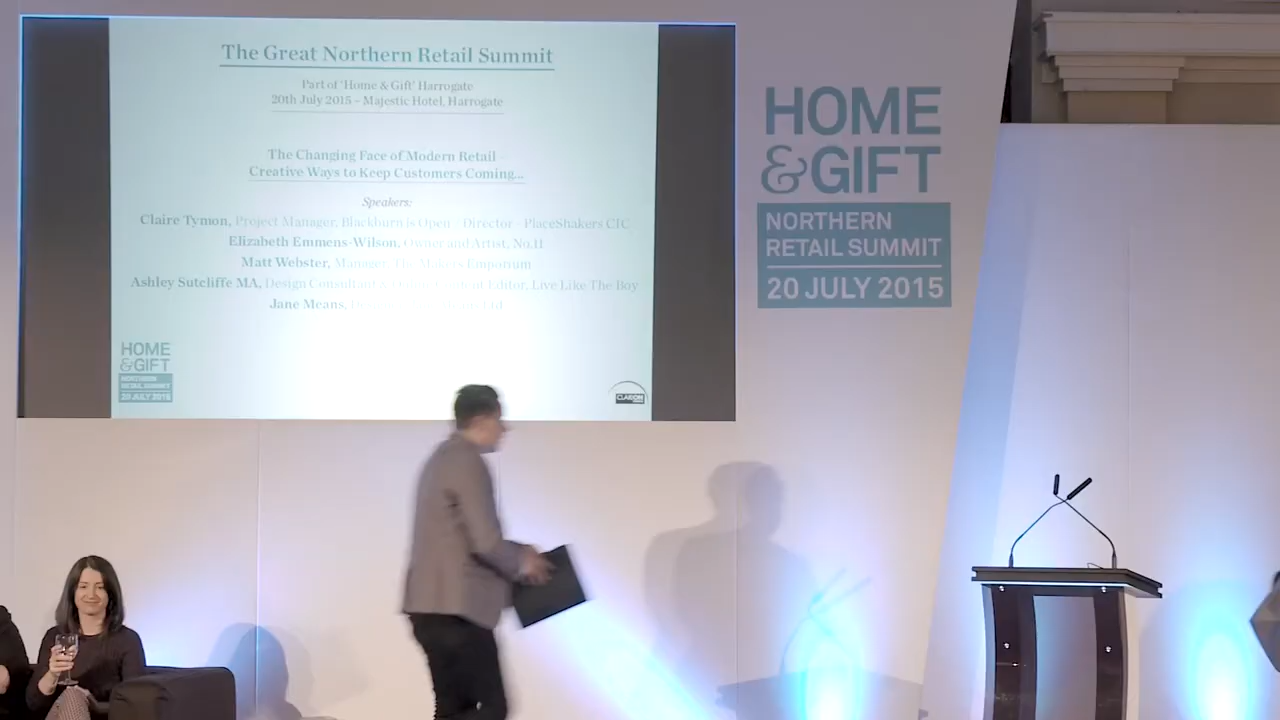 The Great Northern Retail Summit
Part of 'Home & Gift' Harrogate
20th July 2015 – Majestic Hotel, Harrogate
The Changing Face of Modern Retail –
Creative Ways to Keep Customers Coming...
Speakers:
Claire Tymon, Project Manager, Blackburn is Open - Director - PlaceShakers CIC
Elizabeth Emmens-Wilson, Owner and Artist, No.11
Matt Webster, Manager, The Makers Emporium
Ashley Sutcliffe MA, Design Consultant & Editor, Live Like The Boy
Jane Means, Ltd
HOME
&GIFT
NORTHERN
RETAIL SUMMIT
20 JULY 2015
CLARION
HOME
&GIFT
NORTHERN
RETAIL SUMMIT
20 JULY 2015